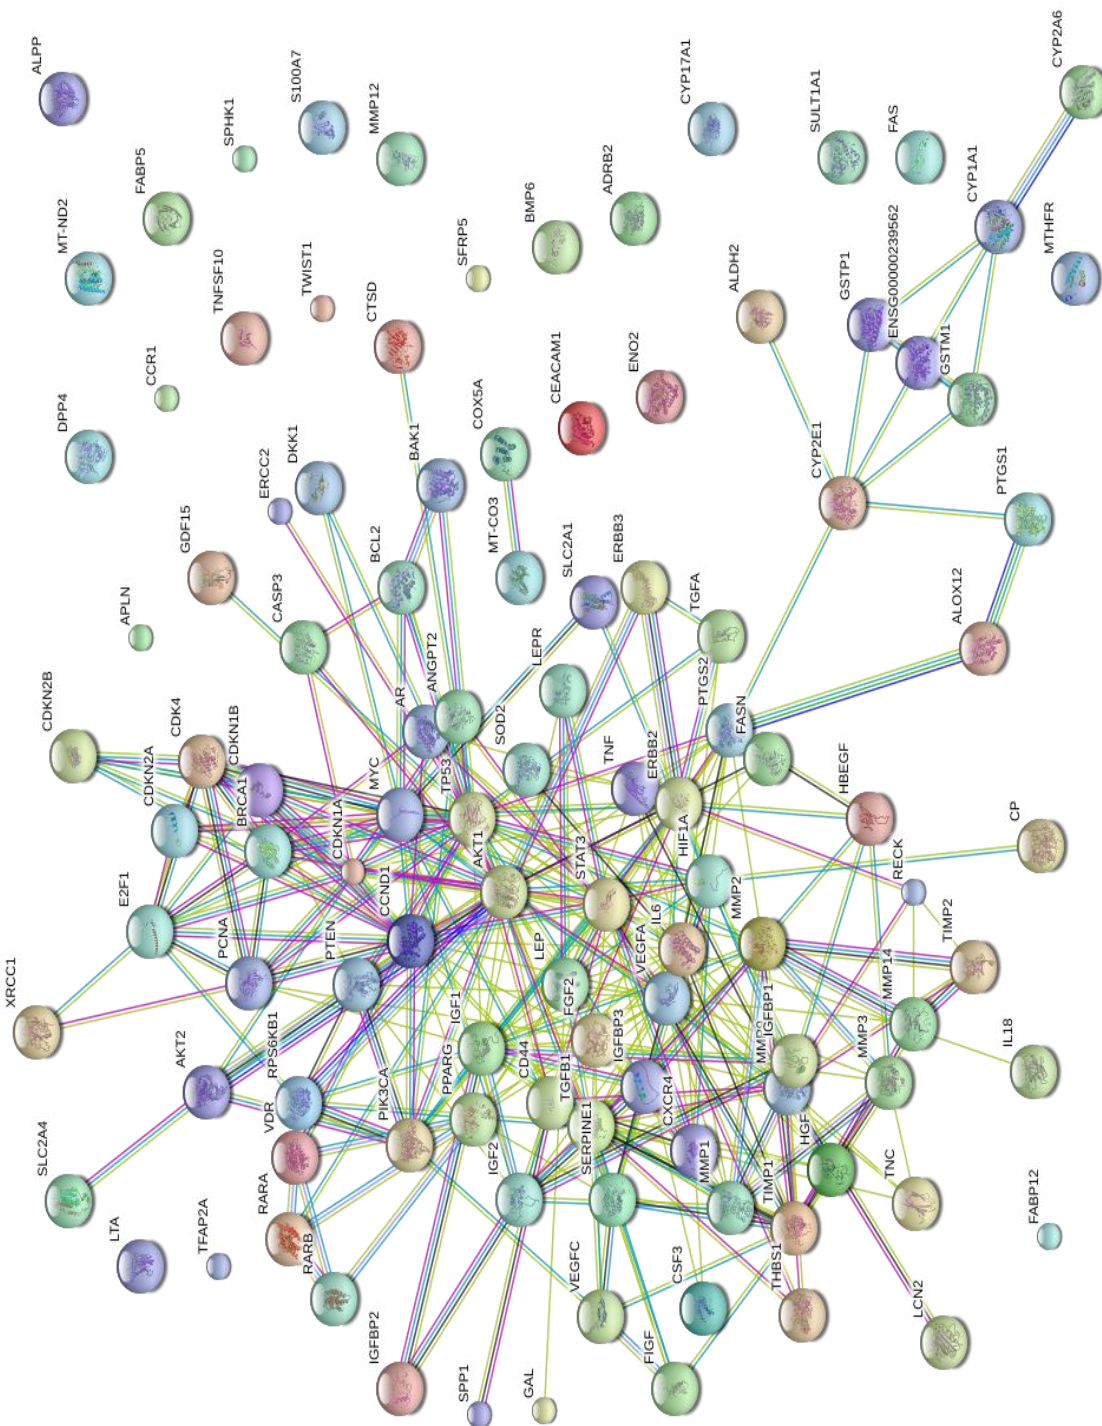 ALPP
SPHK1
S100A7
MMP12
CYP17A1
SULT1A1
FAS
CYP2A6
FABP5
MT-ND2
ADRB2
BMP6
SFRP5
CYP1A1
MTHFR
ENSG00000239562
GSTP1
GSTM1
ALDH2
TNFSF10
TWIST1
CTSD
CCR1
DPP4
CEACAM1
ENO2
COX5A
BAK1
CYP2E1
PTGS1
DKK1
ERCC2
GDF15
BCL2
MT-CO3
SLC2A1
ERBB3
CASP3
APLN
TGFA
ALOX12
LEPR
ANGPT2
AR
SOD2
PTGS2
FASN
CDKN2B
CDK4
CDKN1B
CDKN2A
MYC
TP53
TNF
ERBB2
HBEGF
BRCA1
CDKN1A
AKT1
STAT3
HIF1A
CP
RECK
E2F1
CCND1
MMP2
TIMP2
PCNA
PTEN
LEP
IL6
VEGFA
XRCC1
IGF1
FGF2
MMP14
AKT2
RPS6KB1
PPARG
CD44
IGFBP3
IGFBP1
MMP9
MMP3
IL18
VDR
PIK3CA
TGFB1
CXCR4
SLC2A4
RARA
IGF2
SERPINE1
MMP1
HGF
TIMP1
TNC
LTA
TFAP2A
RARB
FABP12
VEGFC
CSF3
THBS1
IGFBP2
FIGF
LCN2
SPP1
GAL